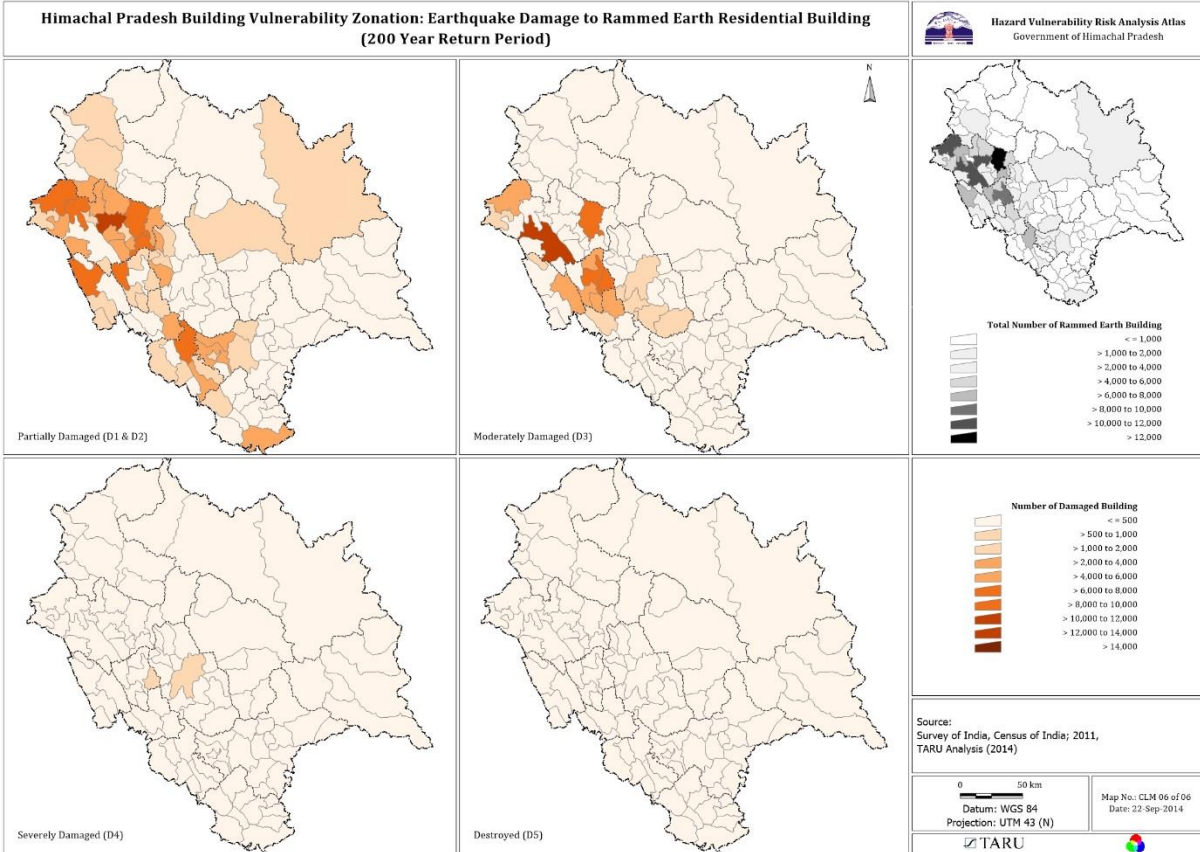 Himachal Pradesh Building Vulnerability Zonation: Earthquake Damage to Rammed Earth Residential Building
(200 Year Return Period)
Hazard Vulnerability Risk Analysis Atlas
Government of Himachal Pradesh
N
Partially Damaged (D1 & D2)
Moderately Damaged (D3)
Total Number of Rammed Earth Building
< = 1,000
> 1,000 to 2,000
> 2,000 to 4,000
> 4,000 to 6,000
> 6,000 to 8,000
> 8,000 to 10,000
> 10,000 to 12,000
> 12,000
Severely Damaged (D4)
Destroyed (D5)
Number of Damaged Building
< = 500
> 500 to 1,000
> 1,000 to 2,000
> 2,000 to 4,000
> 4,000 to 6,000
> 6,000 to 8,000
> 8,000 to 10,000
> 10,000 to 12,000
> 12,000 to 14,000
> 14,000
Source:
Survey of India, Census of India; 2011,
TARU Analysis (2014)
0 50 km
Datum: WGS 84
Projection: UTM 43 (N)
Map No.: CLM 06 of 06
Date: 22-Sep-2014
TARU